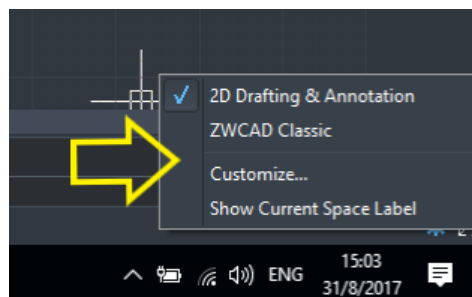 2D Drafting & Annotation
ZWCAD Classic
Customize...
Show Current Space Label
ENG
15:03
31/8/2017